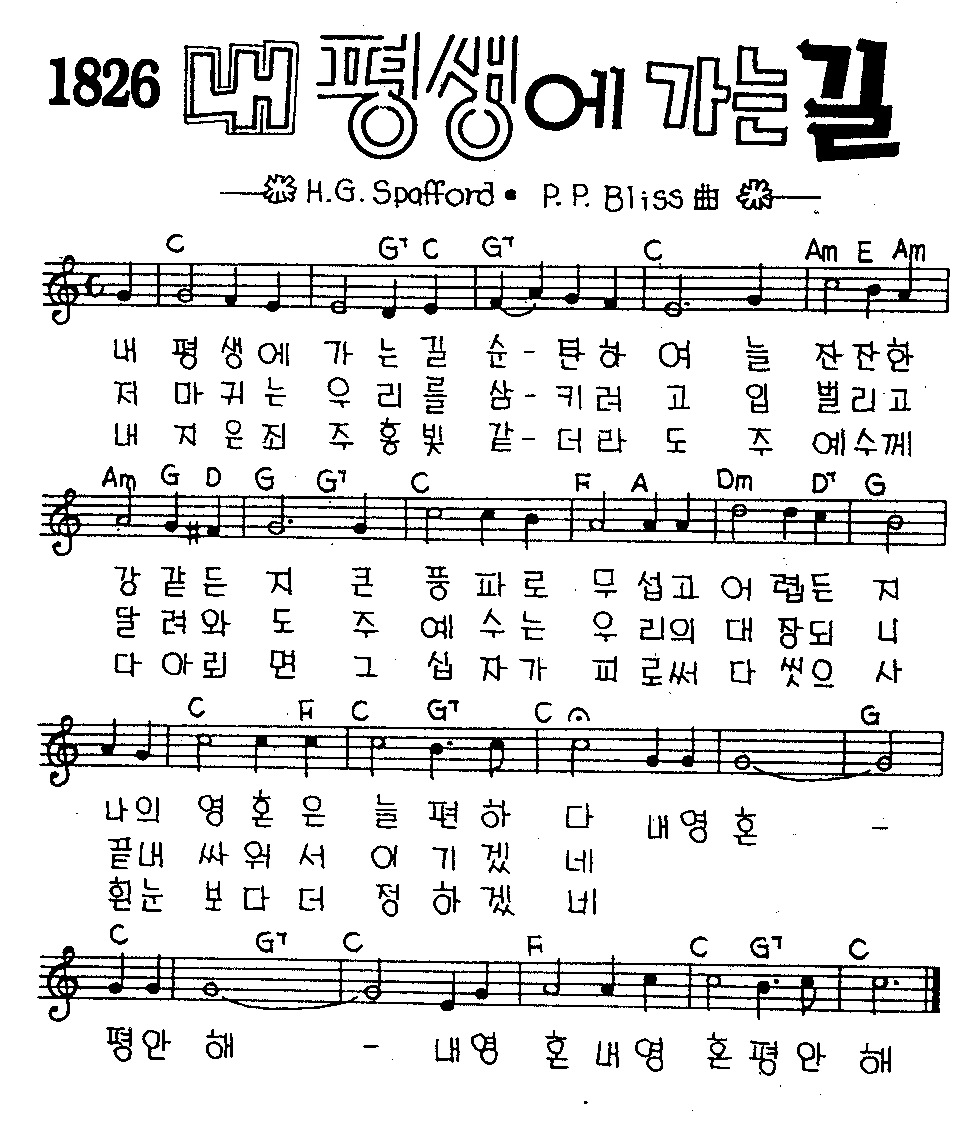 1826 내 평생에 가는 길
H.G. Spafford • P.P. Bliss 曲
C G7 C G7 C Am E Am
내 평 생 에 가 는 길 순 - 탄 하 여 늘 잔 잔 한
저 마 귀 는 우 리 를 삼 - 키 려 고 입 벌 리 고
내 지 은 죄 주 홍 빛 같 - 더 라 도 주 예 수 께
Am G D G G7 C F A Dm D7 G
강 같 든 지 큰 풍 파 로 무 섭 고 어 렵 든 지
달 려 와 도 주 예 수 는 우 리 의 대 장 되 니
다 아 뢰 면 그 십 자 가 피 로 써 다 씻 으 사
C F C G7 C G
나 의 영 혼 은 늘 편 하 다 내 영 혼 -
끝 내 싸 워 서 이 기 겠 네
흰 눈 보 다 더 정 하 겠 네
C G7 C F C G7 C
평 안 해 - 내 영 혼 내 영 혼 평 안 해